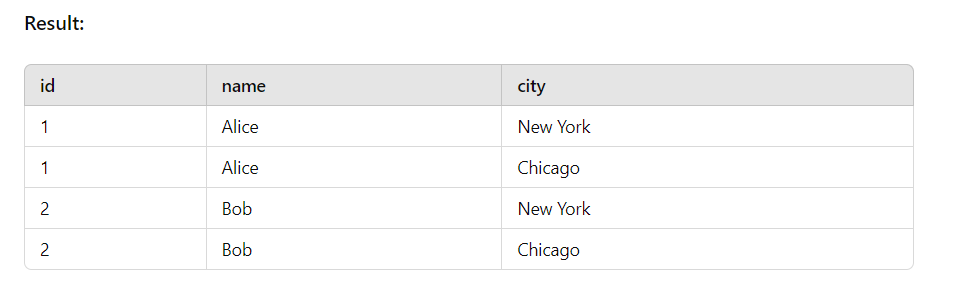 Result:
id name city
1 Alice New York
1 Alice Chicago
2 Bob New York
2 Bob Chicago